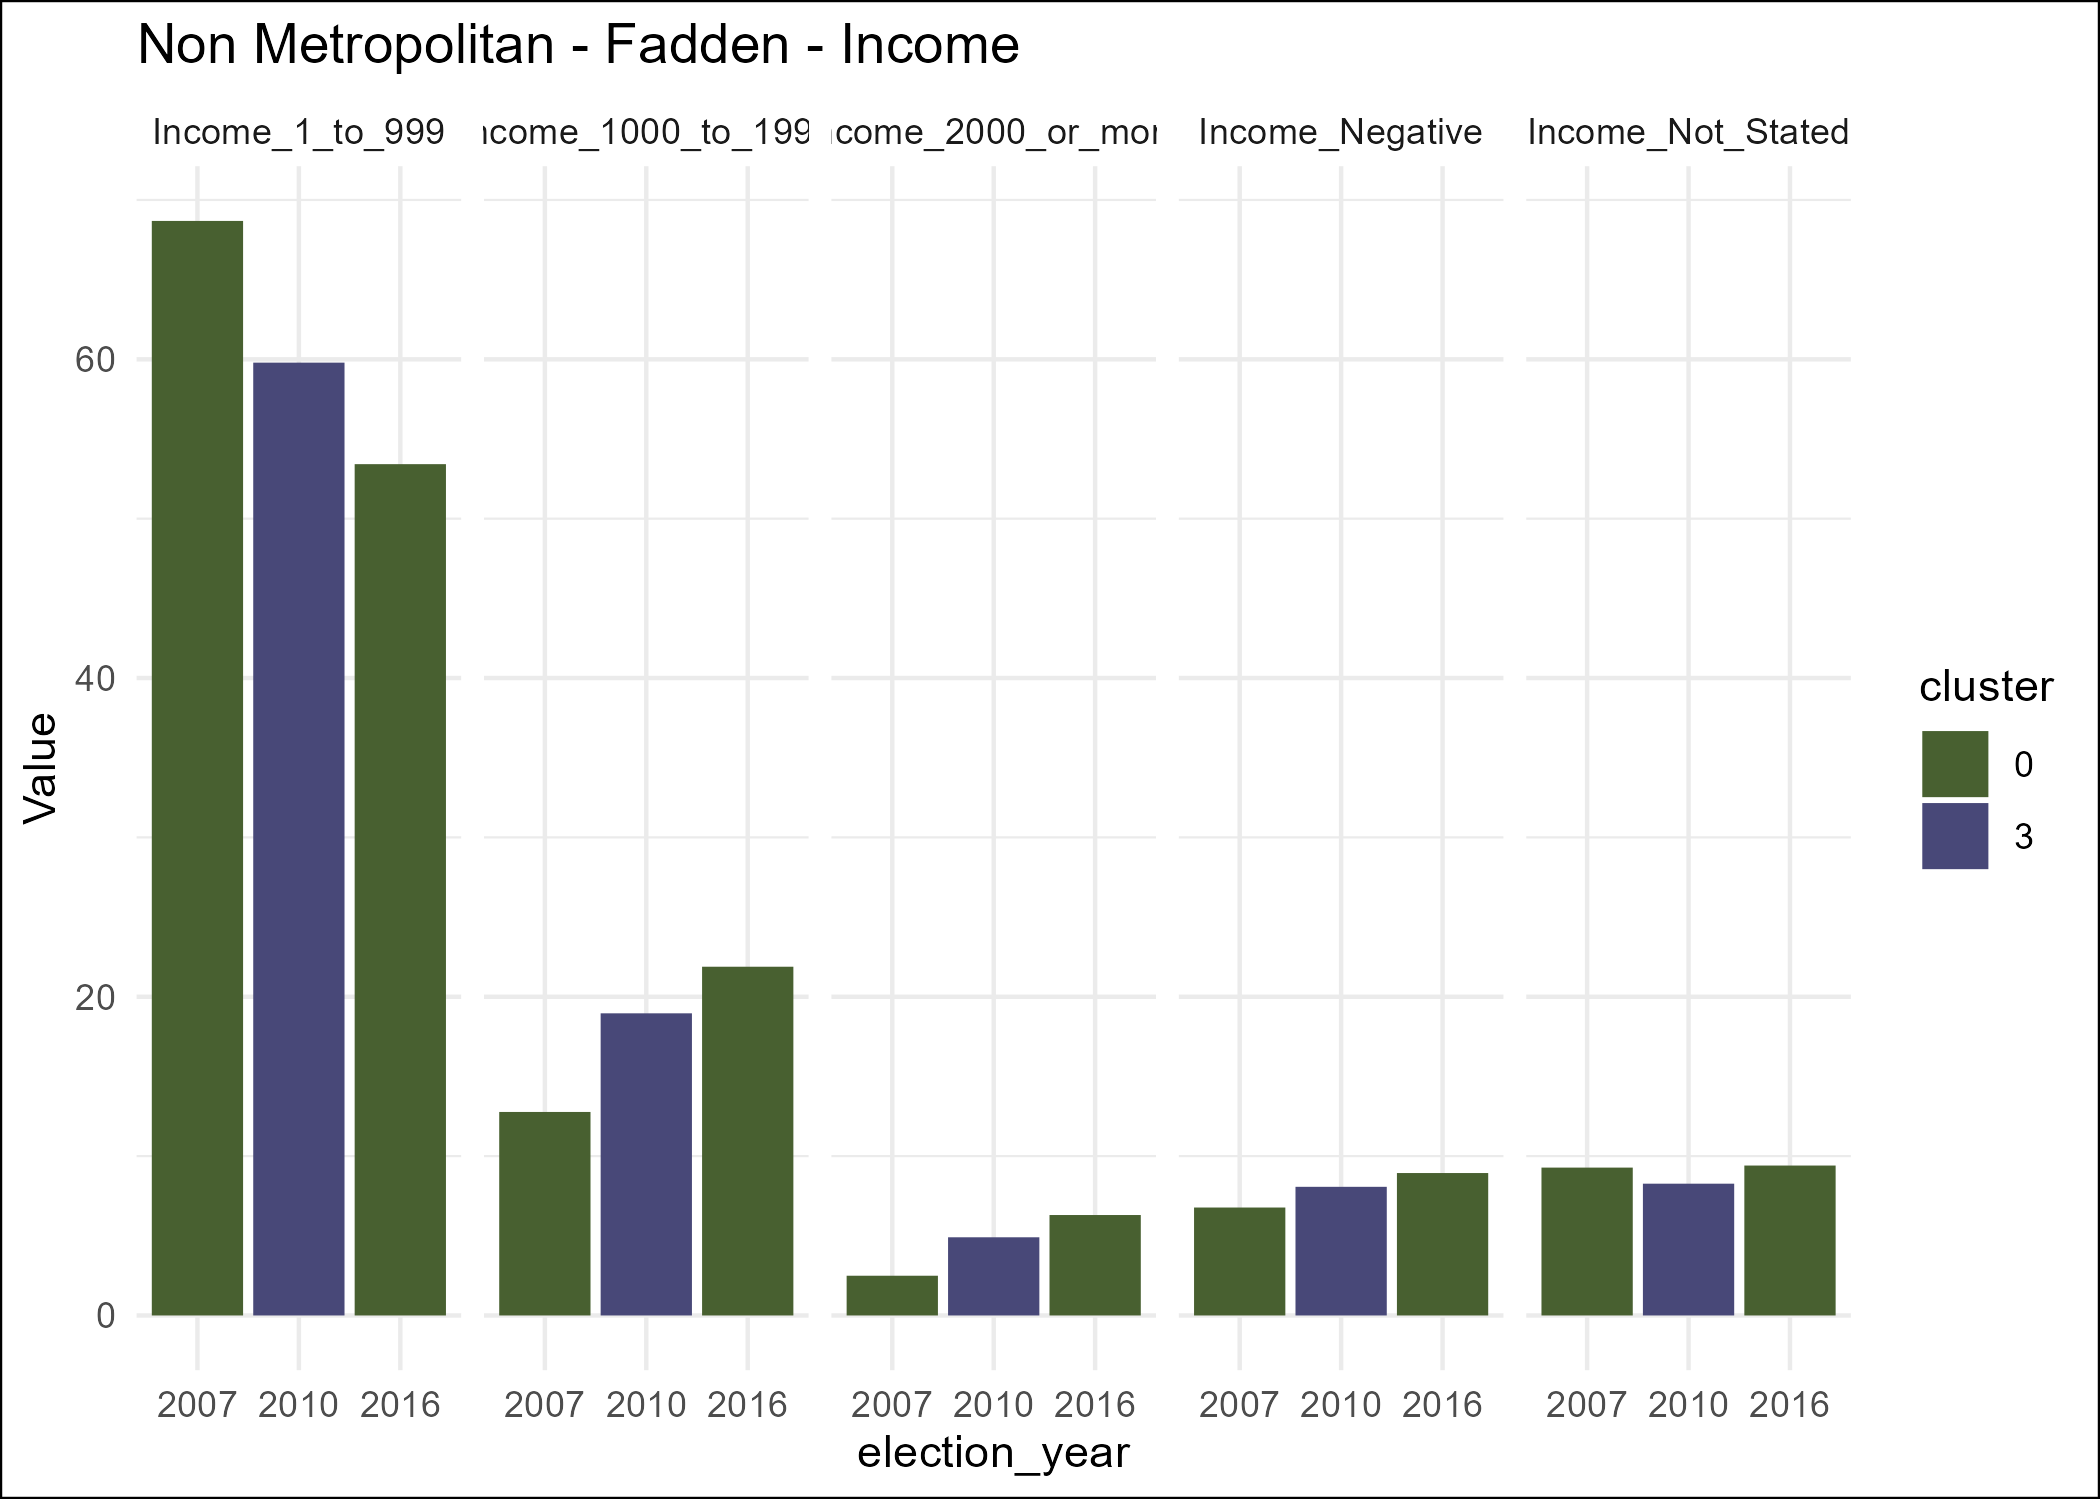 Non Metropolitan - Fadden - Income
Income_1_to_999 ncome_1000_to_199 come_2000_or_mor Income_Negative Income_Not_Stated
60
40
20
0
Value
2007 2010 2016 2007 2010 2016 2007 2010 2016 2007 2010 2016 2007 2010 2016
election_year
cluster
0
3